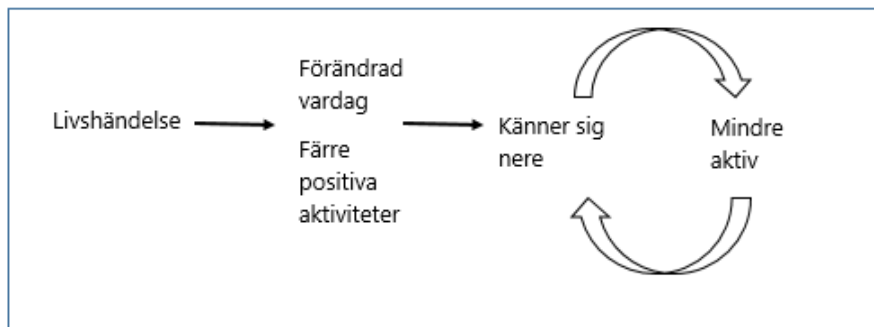 Livshändelse
Förändrad
vardag
Färre
positiva
aktiviteter
Känner sig
nere
Mindre
aktiv